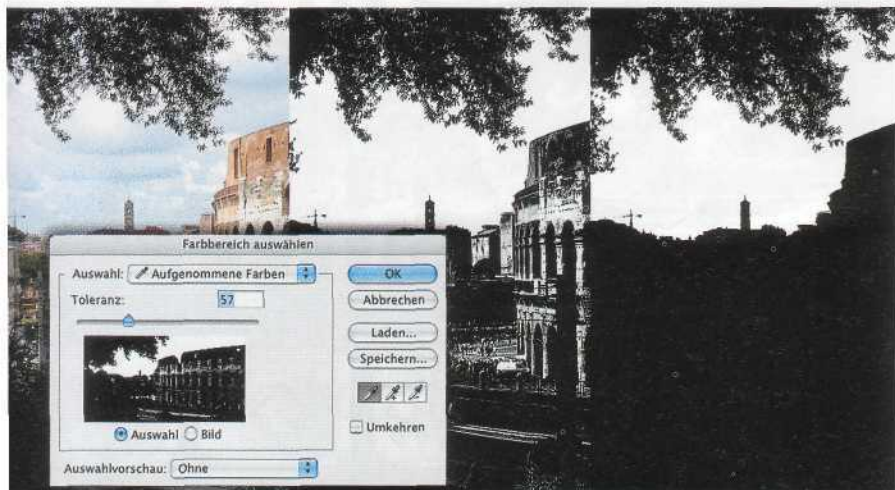 Farbbereich auswählen
Auswahl: Aufgenommene Farben
OK
Toleranz: 57
Abbrechen
Laden...
Speichern...
Auswahl Bild
Umkehren
Auswahlvorschau: Ohne